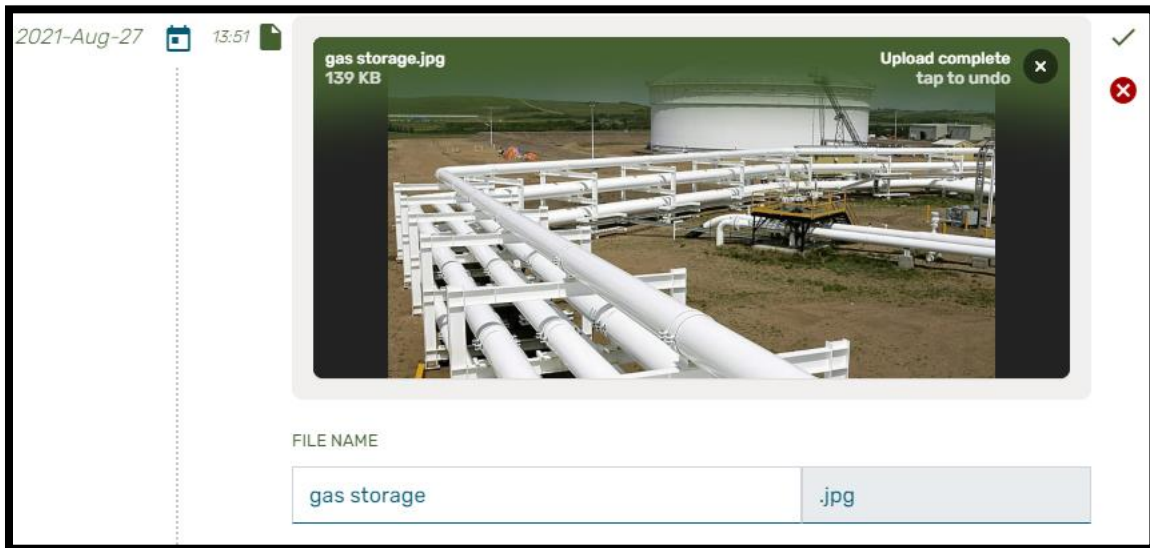 2021-Aug-27
13:51
gas storage.jpg
139 KB
Upload complete
tap to undo
FILE NAME
gas storage
.jpg